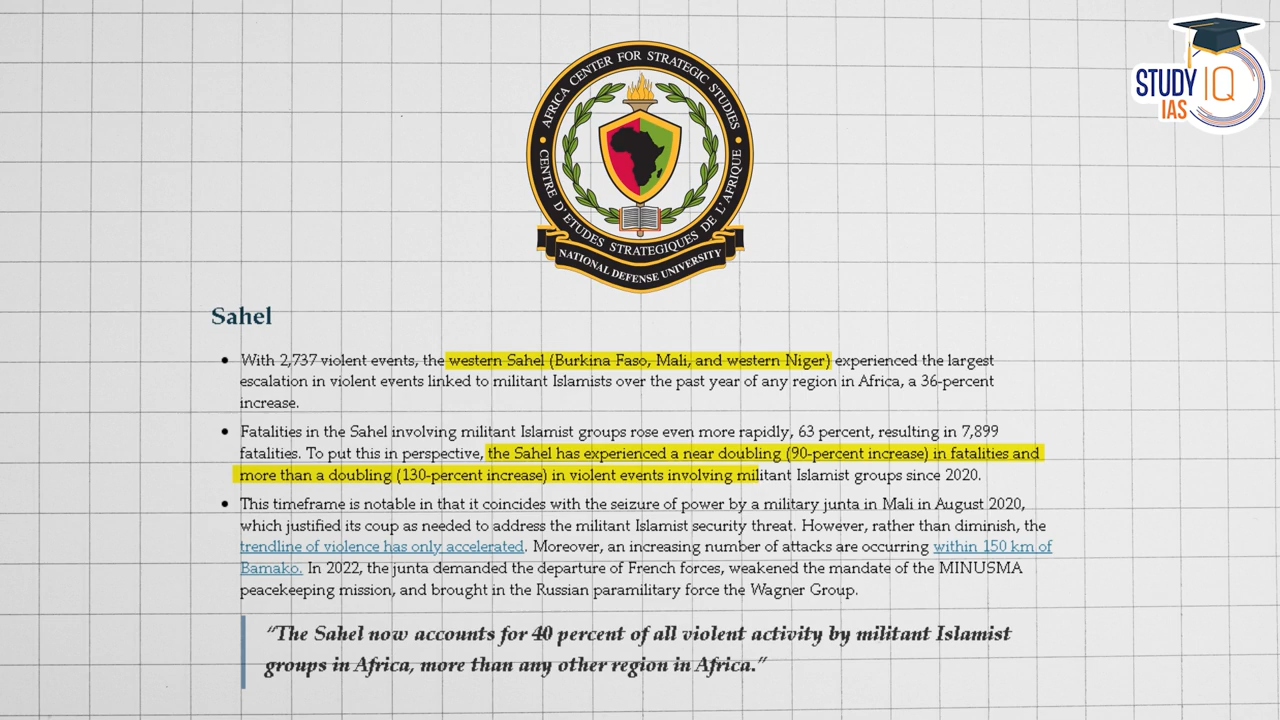 AFRICA CENTER FOR STRATEGIC STUDIES
CENTRE D'ETUDES STRATEGIQUES DE L'AFRIQUE
NATIONAL DEFENSE UNIVERSITY
STUDY IQ
IAS
Sahel
• With 2,737 violent events, the western Sahel (Burkina Faso, Mali, and western Niger) experienced the largest
escalation in violent events linked to militant Islamists over the past year of any region in Africa, a 36-percent
increase.
• Fatalities in the Sahel involving militant Islamist groups rose even more rapidly, 63 percent, resulting in 7,899
fatalities. To put this in perspective, the Sahel has experienced a near doubling (90-percent increase) in fatalities and
more than a doubling (130-percent increase) in violent events involving militant Islamist groups since 2020.
• This timeframe is notable in that it coincides with the seizure of power by a military junta in Mali in August 2020,
which justified its coup as needed to address the militant Islamist security threat. However, rather than diminish, the
trendline of violence has only accelerated. Moreover, an increasing number of attacks are occurring within 150 km of
Bamako. In 2022, the junta demanded the departure of French forces, weakened the mandate of the MINUSMA
peacekeeping mission, and brought in the Russian paramilitary force the Wagner Group.
"The Sahel now accounts for 40 percent of all violent activity by militant Islamist
groups in Africa, more than any other region in Africa."